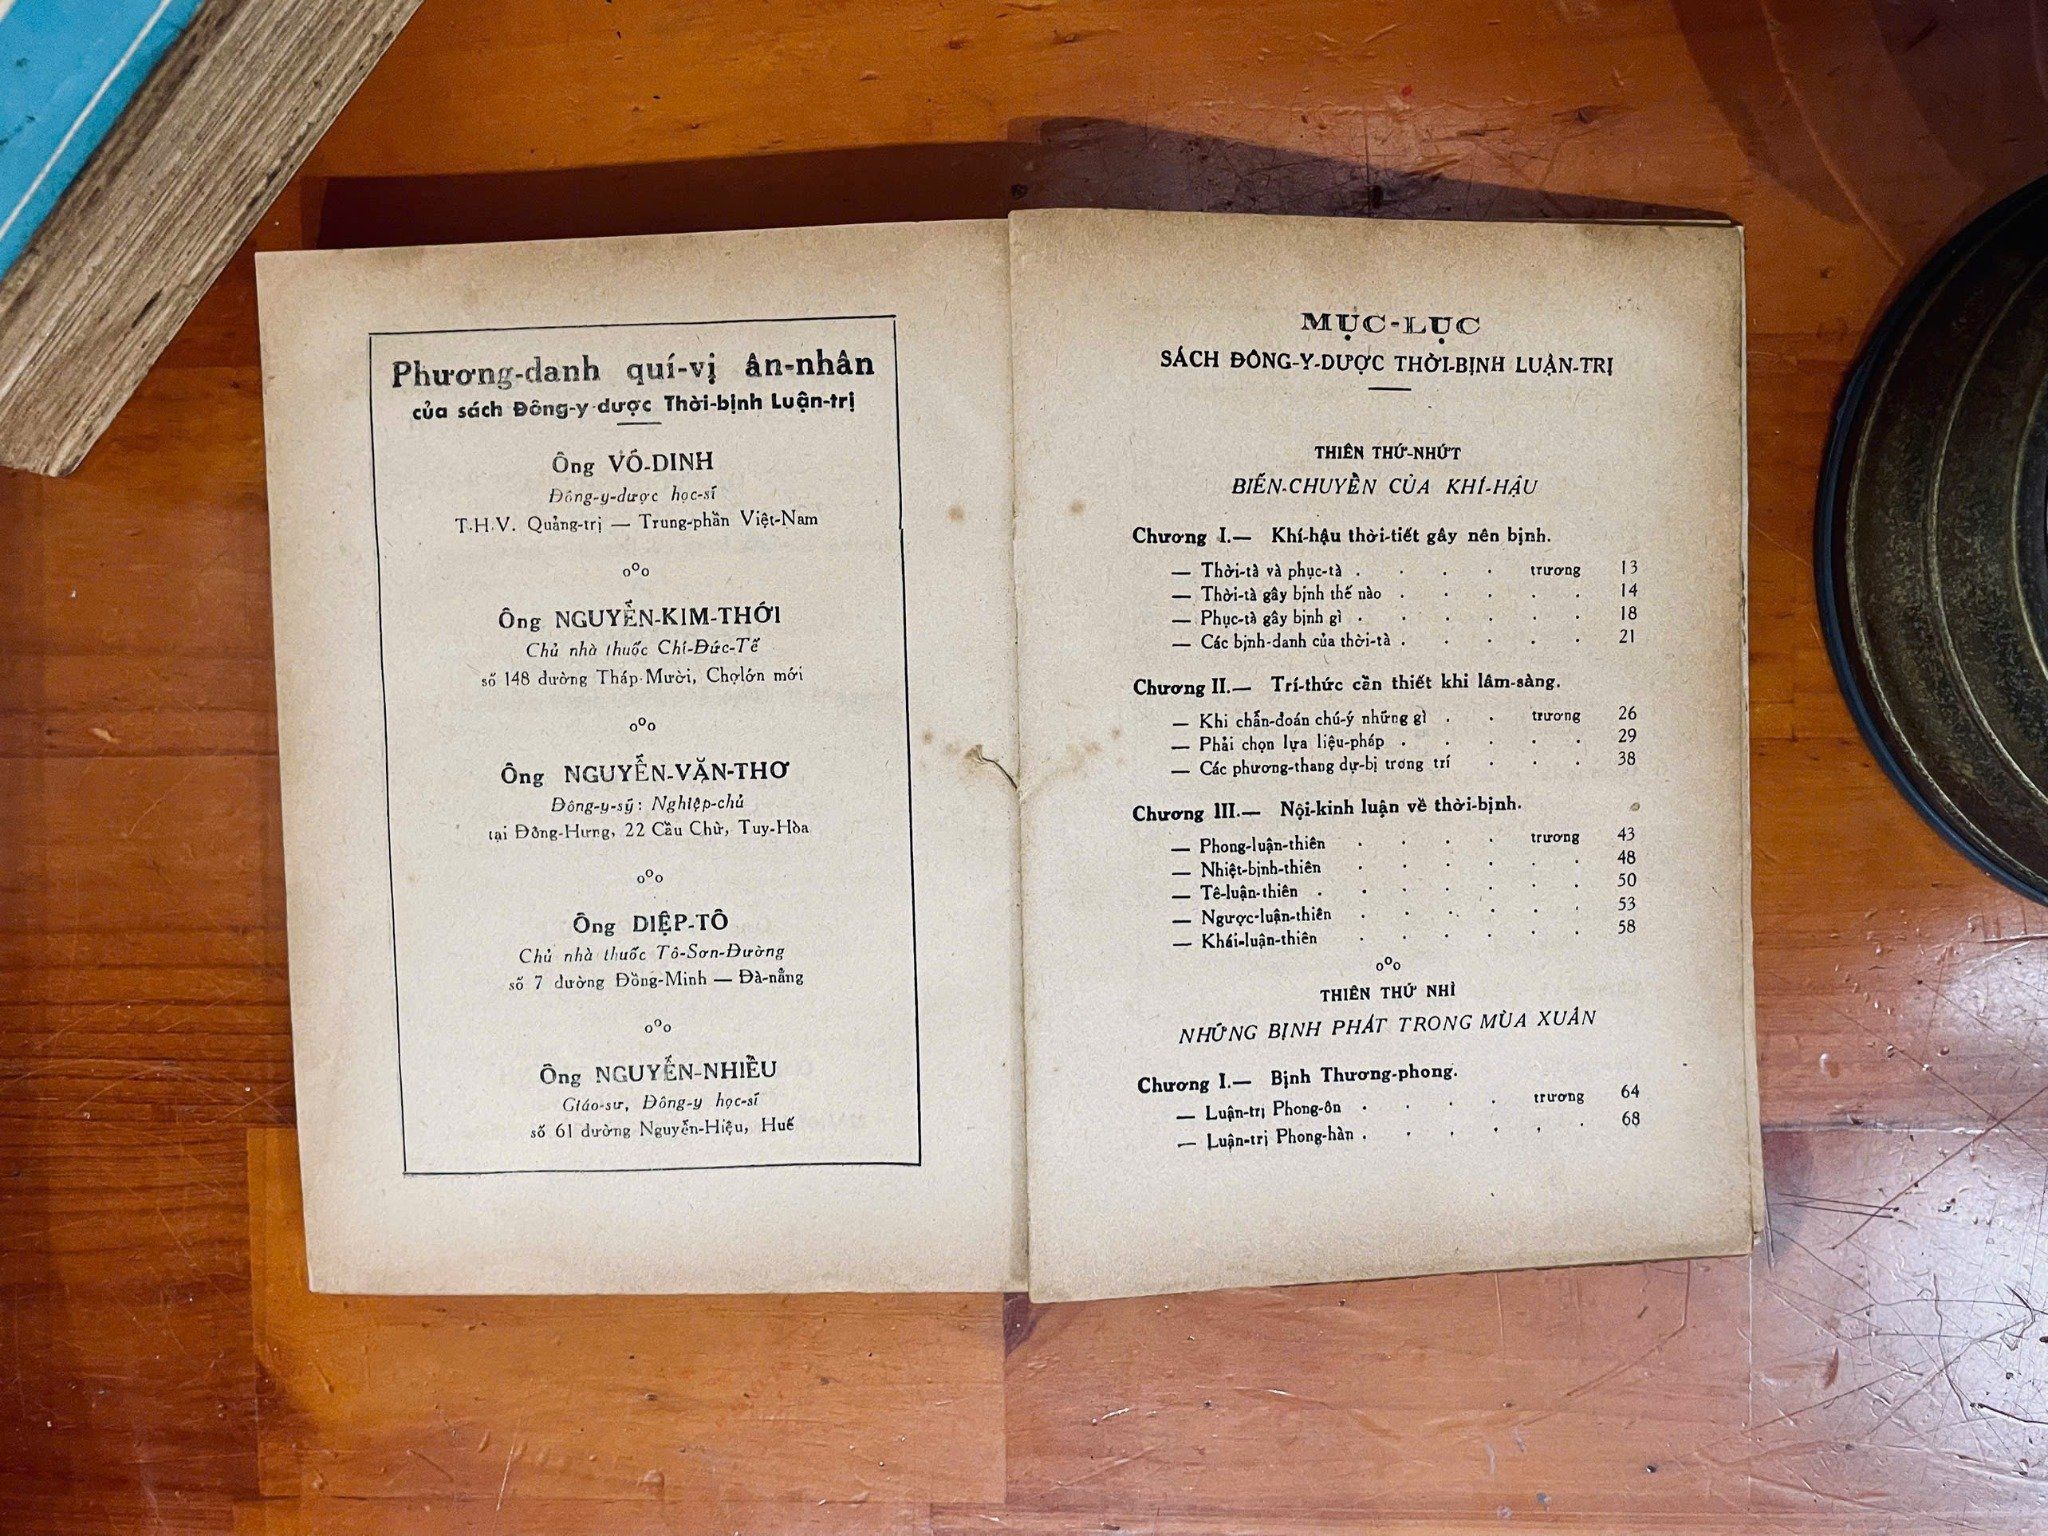 Phương-danh quí-vị ân-nhân
của sách Đông-y-dược Thời-bịnh Luận-trị
Ông VÕ-DINH
Đông-y-dược học-sĩ
T.H.V. Quảng-trị — Trung-phần Việt-Nam
oOo
Ông NGUYỄN-KIM-THỚI
Chủ nhà thuốc Chí-Đức-Tế
số 148 đường Tháp-Mười, Chợlớn mới
oOo
Ông NGUYỄN-VĂN-THƠ
Đông-y-sỹ: Nghiệp-chủ
tại Đông-Hưng, 22 Cầu Chừ, Tuy-Hòa
oOo
Ông DIỆP-TÔ
Chủ nhà thuốc Tô-Sơn-Đường
số 7 đường Đồng-Minh — Đà-nẵng
oOo
Ông NGUYỄN-NHIỀU
Giáo-sư, Đông-y học-sĩ
số 61 đường Nguyễn-Hiệu, Huế
MỤC-LỤC
SÁCH ĐÔNG-Y-DƯỢC THỜI-BỊNH LUẬN-TRỊ
THIÊN THỨ-NHỨT
BIẾN-CHUYỂN CỦA KHÍ-HẬU
Chương I.— Khí-hậu thời-tiết gây nên bịnh.
— Thời-tà và phục-tà . . . . trương 13
— Thời-tà gây bịnh thế nào . . . . . 14
— Phục-tà gây bịnh gì . . . . . . 18
— Các bịnh-danh của thời-tà . . . . . 21
Chương II.— Trí-thức cần thiết khi lâm-sàng.
— Khi chẩn-đoán chú-ý những gì . . trương 26
— Phải chọn lựa liệu-pháp . . . . . 29
— Các phương-thang dự-bị trong trí . . . 38
Chương III.— Nội-kinh luận về thời-bịnh.
— Phong-luận-thiên . . . . trương 43
— Nhiệt-bịnh-thiên . . . . . . 48
— Tê-luận-thiên . . . . . . . 50
— Ngược-luận-thiên . . . . . . 53
— Khái-luận-thiên . . . . . . 58
oOo
THIÊN THỨ NHÌ
NHỮNG BỊNH PHÁT TRONG MÙA XUÂN
Chương I.— Bịnh Thương-phong.
— Luận-trị Phong-ôn . . . . trương 64
— Luận-trị Phong-hàn . . . . . . 68